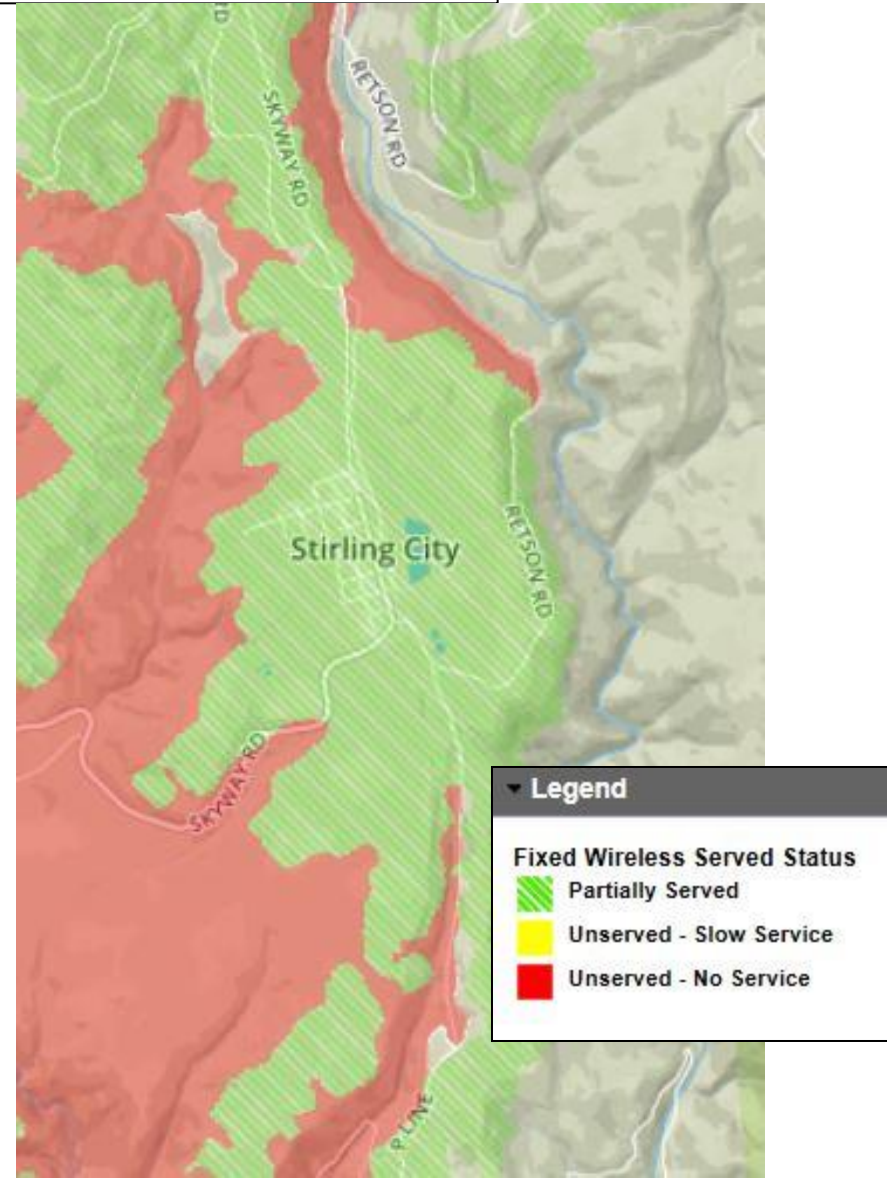 RD
SKYWAY RD
RETSON RD
Stirling City
RETSON RD
SKYWAY RD
Legend
Fixed Wireless Served Status
Partially Served
Unserved - Slow Service
Unserved - No Service
P LINE